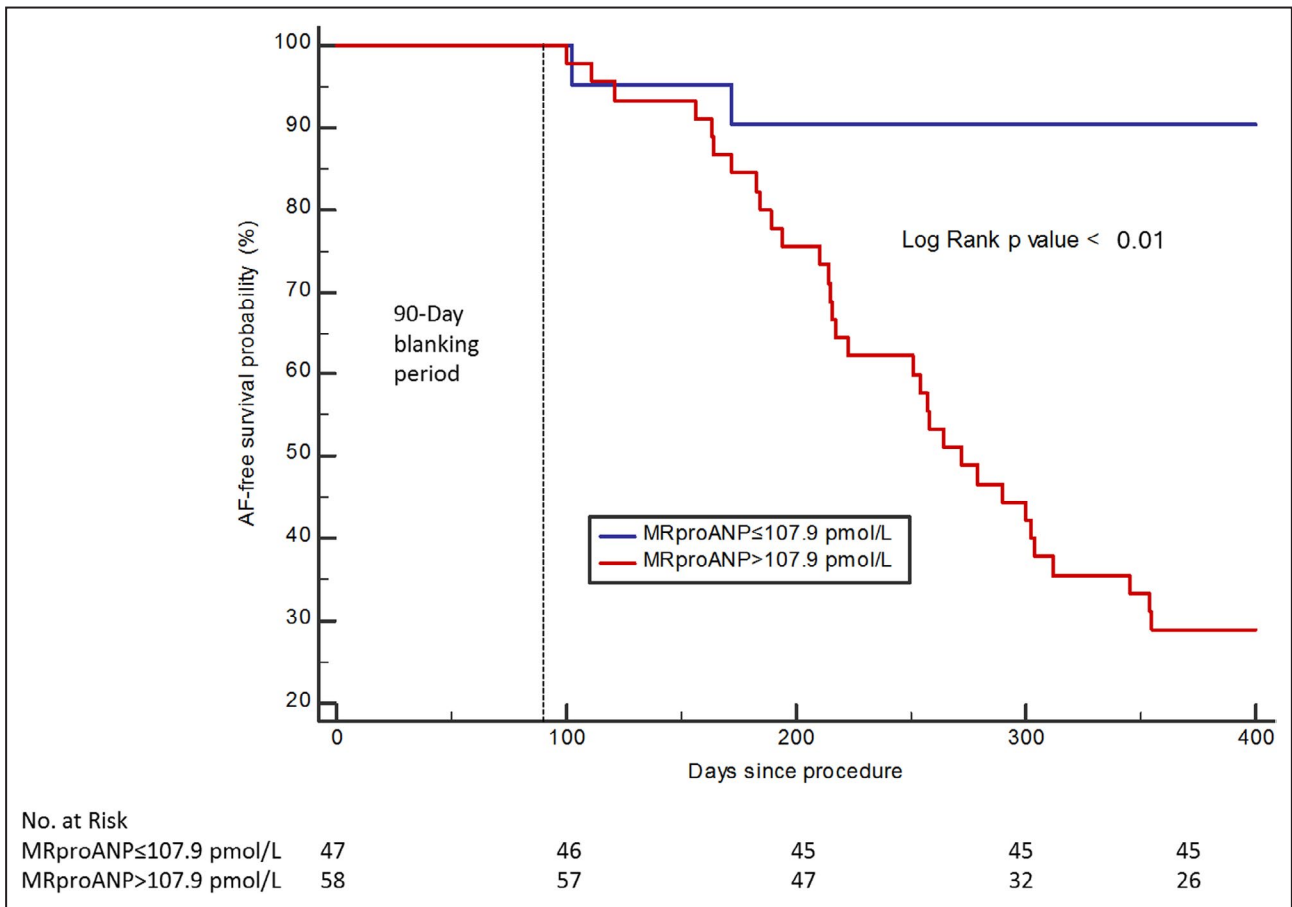 100
90
80
70
60
50
40
30
20
AF-free survival probability (%)
90-Day
blanking
period
Log Rank p value < 0.01
MRproANP≤107.9 pmol/L
MRproANP>107.9 pmol/L
0 100 200 300 400
Days since procedure
No. at Risk
MRproANP≤107.9 pmol/L 47 46 45 45 45
MRproANP>107.9 pmol/L 58 57 47 32 26